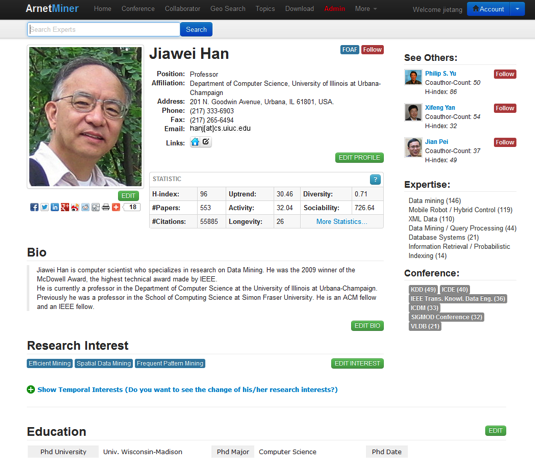 ArnetMiner Home Conference Collaborator Geo Search Topics Download Admin More Welcome jietang Account
Search Experts Search
Jiawei Han FOAF Follow
Position: Professor
Affiliation: Department of Computer Science, University of Illinois at Urbana-
Champaign
Address: 201 N. Goodwin Avenue, Urbana, IL 61801, USA.
Phone: (217) 333-6903
Fax: (217) 265-6494
Email: hanj[at]cs.uiuc.edu
Links:
EDIT PROFILE
EDIT
18
STATISTIC ?
H-index: 96 Uptrend: 30.46 Diversity: 0.71
#Papers: 553 Activity: 32.04 Sociability: 726.64
#Citations: 55885 Longevity: 26 More Statistics...
Bio
Jiawei Han is computer scientist who specializes in research on Data Mining. He was the 2009 winner of the
McDowell Award, the highest technical award made by IEEE.
He is currently a professor in the Department of Computer Science at the University of Illinois at Urbana-Champaign.
Previously he was a professor in the School of Computing Science at Simon Fraser University. He is an ACM fellow
and an IEEE fellow.
EDIT BIO
Research Interest
Efficient Mining Spatial Data Mining Frequent Pattern Mining EDIT INTEREST
Show Temporal Interests (Do you want to see the change of his/her research interests?)
Education EDIT
Phd University Univ. Wisconsin-Madison Phd Major Computer Science Phd Date
See Others:
Philip S. Yu Follow
Coauthor-Count: 50
H-index: 86
Xifeng Yan Follow
Coauthor-Count: 54
H-index: 32
Jian Pei Follow
Coauthor-Count: 37
H-index: 49
Expertise:
Data mining (146)
Mobile Robot / Hybrid Control (119)
XML Data (110)
Data Mining / Query Processing (44)
Database Systems (21)
Information Retrieval / Probabilistic
Indexing (14)
Conference:
KDD (49) ICDE (40)
IEEE Trans. Knowl. Data Eng. (36)
ICDM (33)
SIGMOD Conference (32)
VLDB (21)